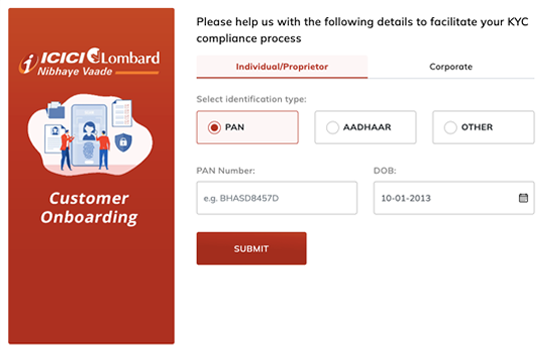 ICICI Lombard
Nibhaye Vaade
Customer
Onboarding
Please help us with the following details to facilitate your KYC
compliance process
Individual/Proprietor
Corporate
Select identification type:
PAN
AADHAAR
OTHER
PAN Number:
DOB:
e.g. BHASD8457D
10-01-2013
SUBMIT